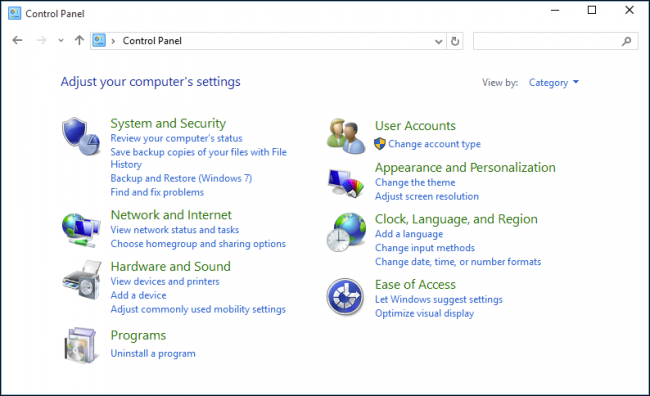 Control Panel
Control Panel
Adjust your computer's settings
View by: Category
System and Security
Review your computer's status
Save backup copies of your files with File
History
Backup and Restore (Windows 7)
Find and fix problems
Network and Internet
View network status and tasks
Choose homegroup and sharing options
Hardware and Sound
View devices and printers
Add a device
Adjust commonly used mobility settings
Programs
Uninstall a program
User Accounts
Change account type
Appearance and Personalization
Change the theme
Adjust screen resolution
Clock, Language, and Region
Add a language
Change input methods
Change date, time, or number formats
Ease of Access
Let Windows suggest settings
Optimize visual display